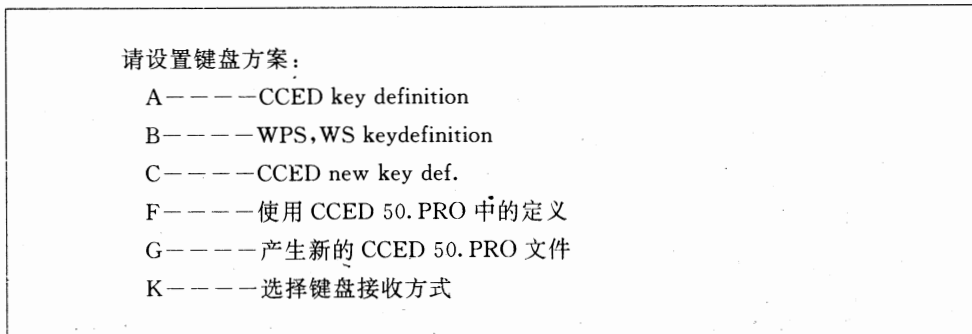 请设置键盘方案：
A————CCED key definition
B————WPS,WS keydefinition
C————CCED new key def.
F————使用 CCED 50.PRO 中的定义
G————产生新的 CCED 50.PRO 文件
K————选择键盘接收方式